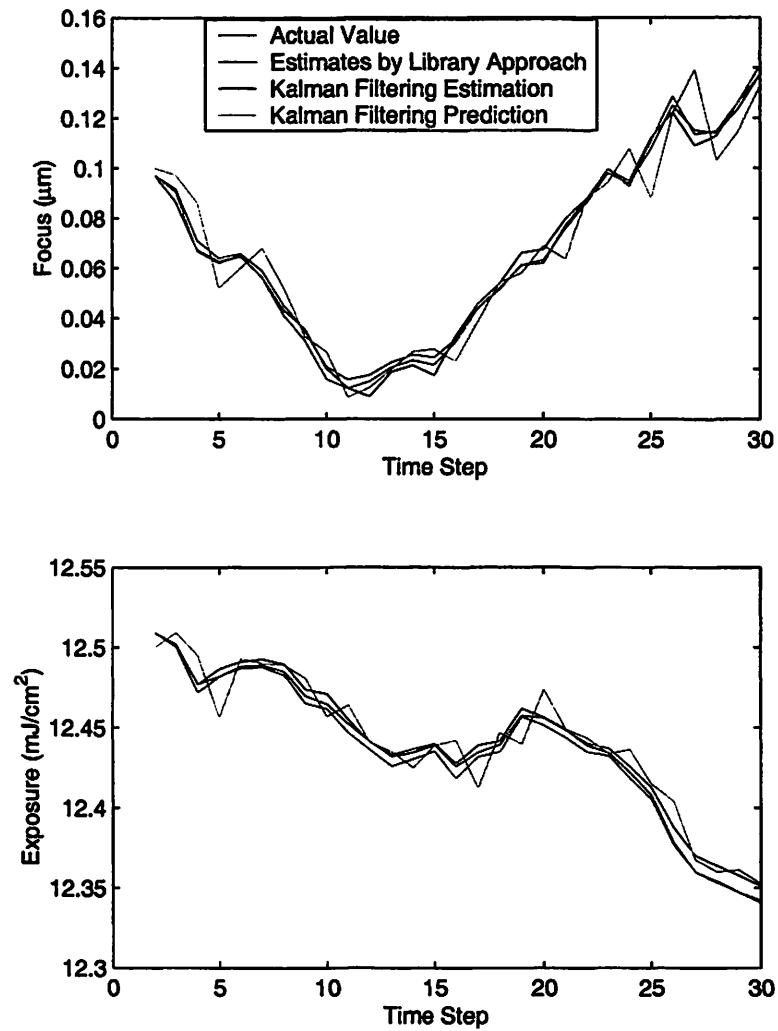 0.16
0.14
0.12
0.1
0.08
0.06
0.04
0.02
0
Focus (μm)
Actual Value
Estimates by Library Approach
Kalman Filtering Estimation
Kalman Filtering Prediction
0 5 10 15 20 25 30
Time Step
12.55
12.5
12.45
12.4
12.35
12.3
Exposure (mJ/cm²)
0 5 10 15 20 25 30
Time Step